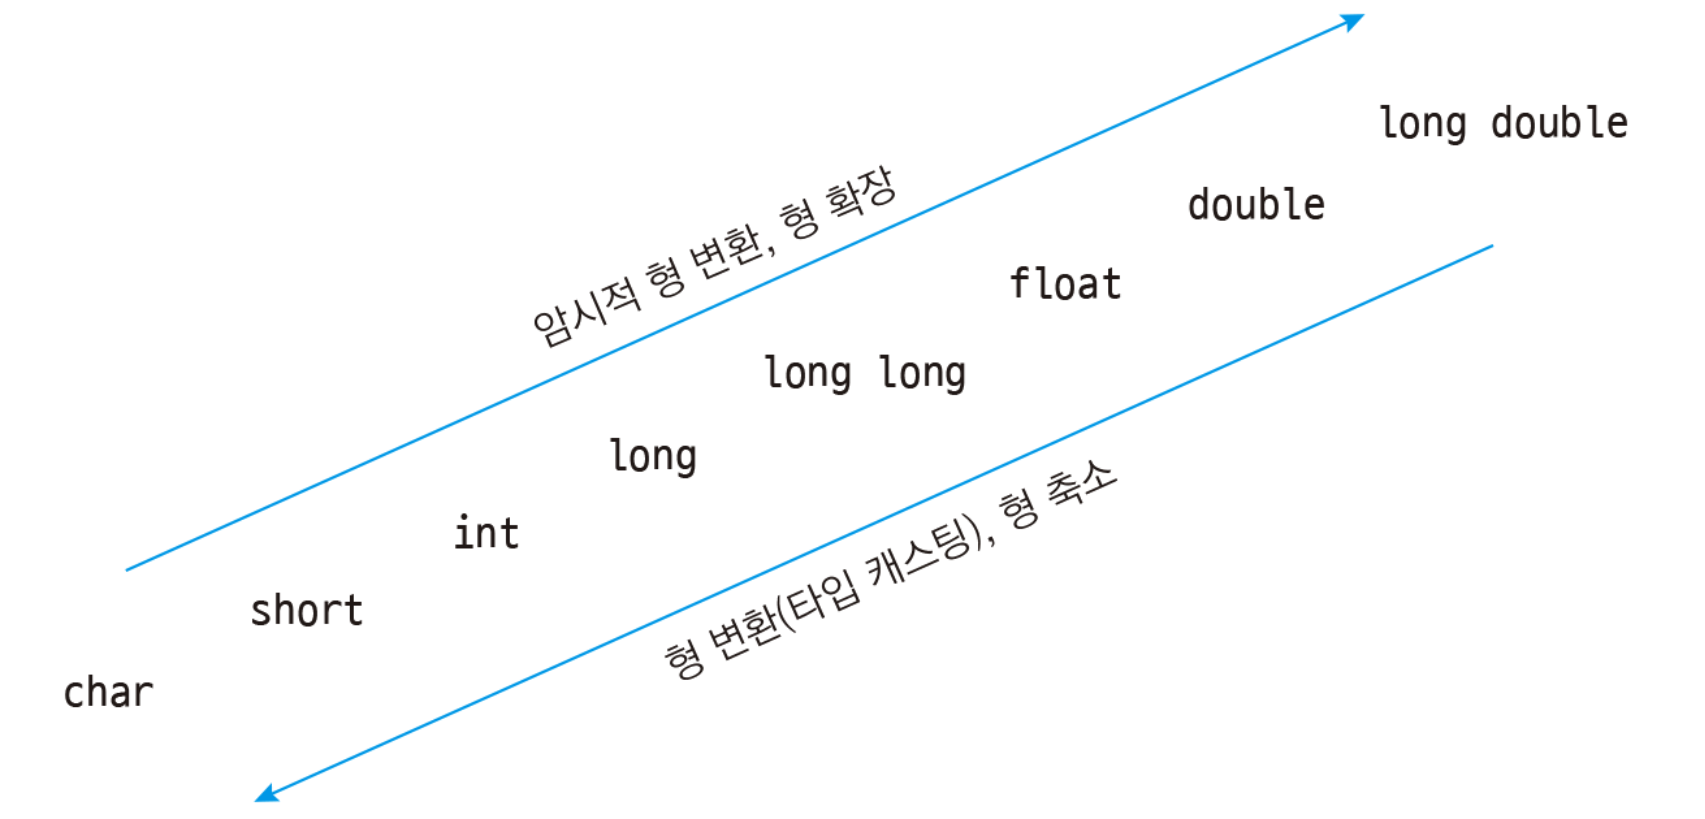 long double
암시적 형 변환, 형 확장
double
float
long long
long
int
형 변환(타입 캐스팅), 형 축소
short
char